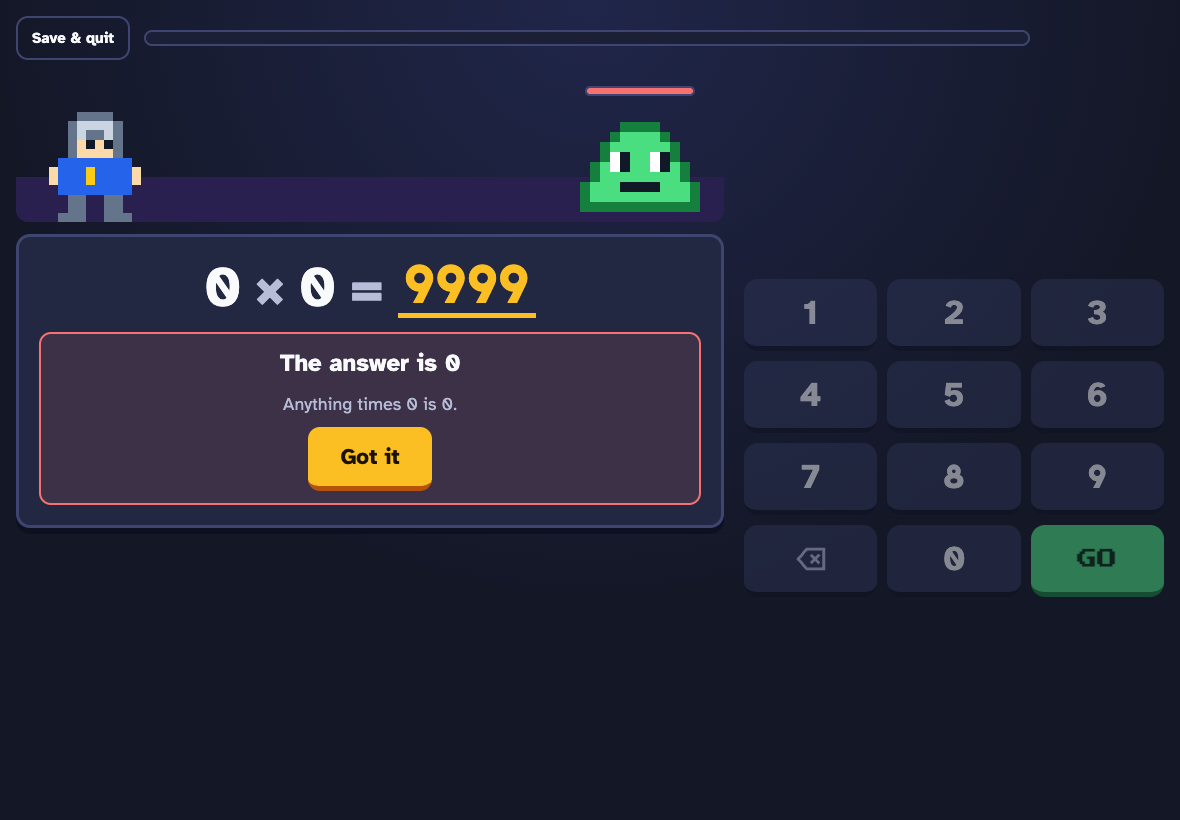 Save & quit
0 × 0 = 9999
The answer is 0
Anything times 0 is 0.
Got it
1 2 3
4 5 6
7 8 9
0 GO